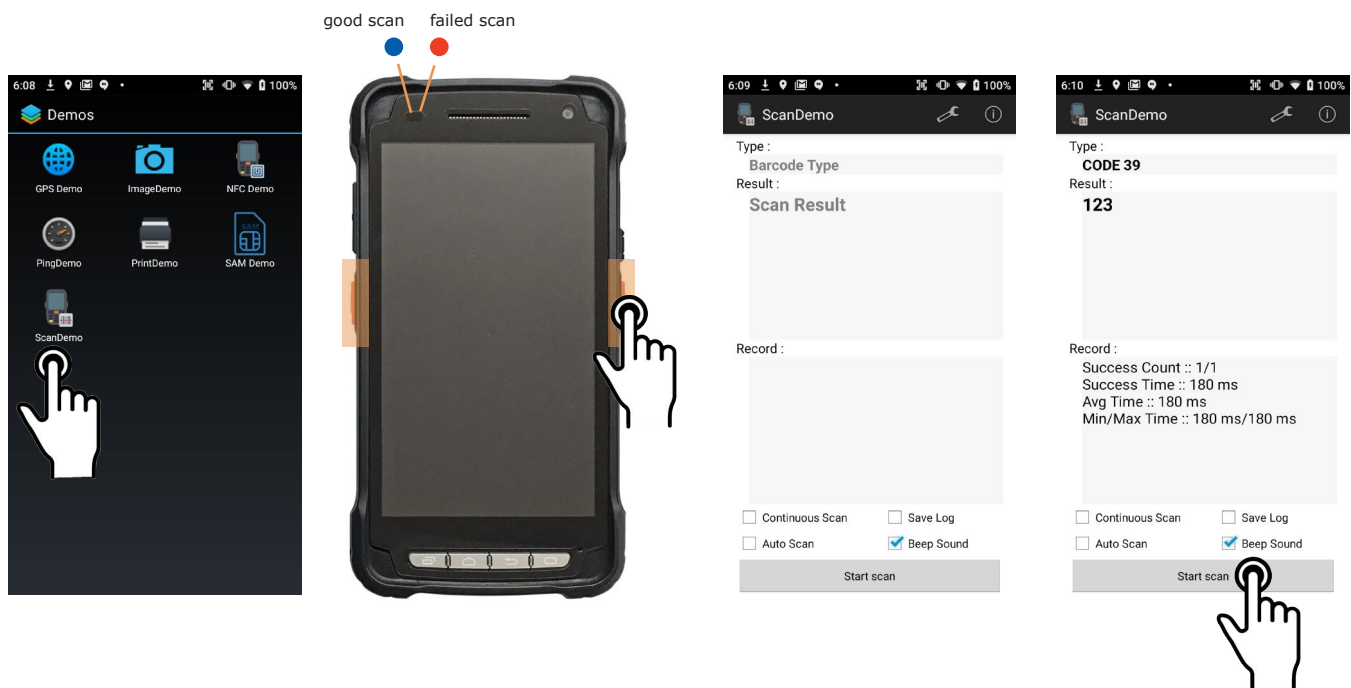 good scan failed scan
6:08 100%
Demos
GPS Demo ImageDemo NFC Demo
SAM
PingDemo PrintDemo SAM Demo
ScanDemo
6:09 100%
ScanDemo
Type :
Barcode Type
Result :
Scan Result
Record :
Continuous Scan Save Log
Auto Scan Beep Sound
Start scan
6:10 100%
ScanDemo
Type :
CODE 39
Result :
123
Record :
Success Count :: 1/1
Success Time :: 180 ms
Avg Time :: 180 ms
Min/Max Time :: 180 ms/180 ms
Continuous Scan Save Log
Auto Scan Beep Sound
Start scan